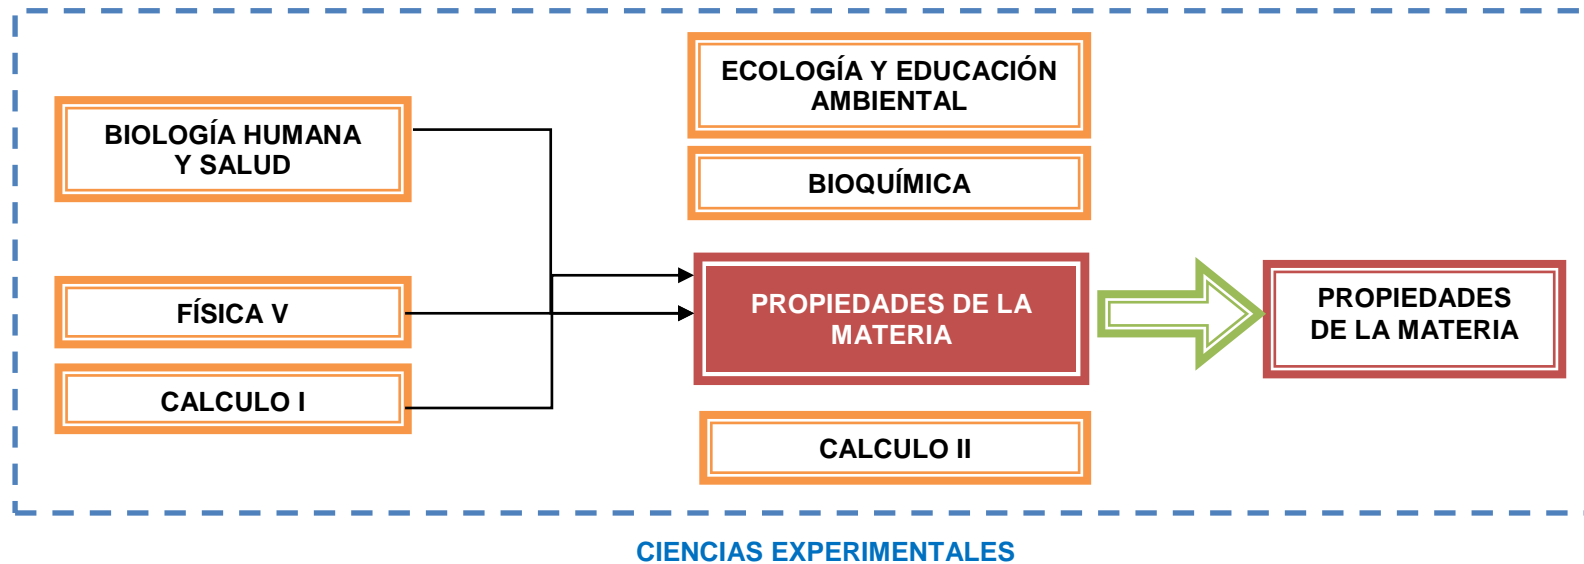 BIOLOGÍA HUMANA
Y SALUD
FÍSICA V
CALCULO I
ECOLOGÍA Y EDUCACIÓN
AMBIENTAL
BIOQUÍMICA
PROPIEDADES DE LA
MATERIA
CALCULO II
PROPIEDADES
DE LA MATERIA
CIENCIAS EXPERIMENTALES